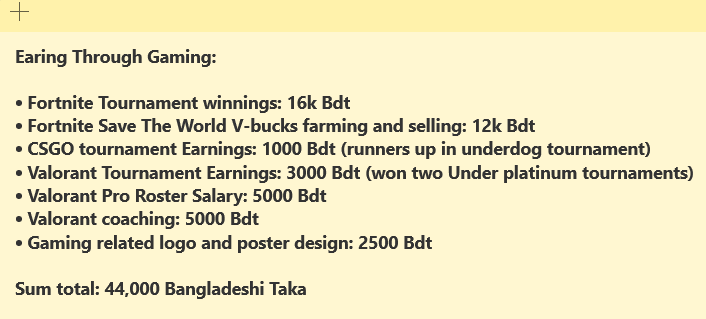 Earing Through Gaming:
• Fortnite Tournament winnings: 16k Bdt
• Fortnite Save The World V-bucks farming and selling: 12k Bdt
• CSGO tournament Earnings: 1000 Bdt (runners up in underdog tournament)
• Valorant Tournament Earnings: 3000 Bdt (won two Under platinum tournaments)
• Valorant Pro Roster Salary: 5000 Bdt
• Valorant coaching: 5000 Bdt
• Gaming related logo and poster design: 2500 Bdt
Sum total: 44,000 Bangladeshi Taka